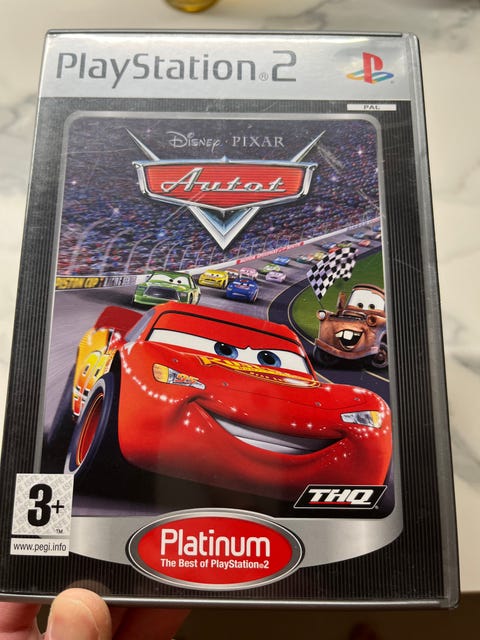 PlayStation®2
PAL
Disney · PIXAR
Autot
PISTON CUP
THQ
3+
™
www.pegi.info
Platinum
The Best of PlayStation®2